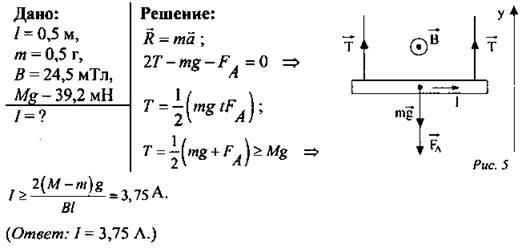 Дано:
l = 0,5 м,
m = 0,5 г,
B = 24,5 мТл,
Mg – 39,2 мН
I = ?
Решение:
R⃗ = ma⃗ ;
2T – mg – F_A = 0 ⇒
T = 1/2 (mg tF_A) ;
T = 1/2 (mg + F_A) ≥ Mg ⇒
I ≥ 2(M – m)g / Bl = 3,75 А.
(Ответ: I = 3,75 А.)
y
T⃗
B⃗
T⃗
I
mg⃗
F⃗_A
Рис. 5